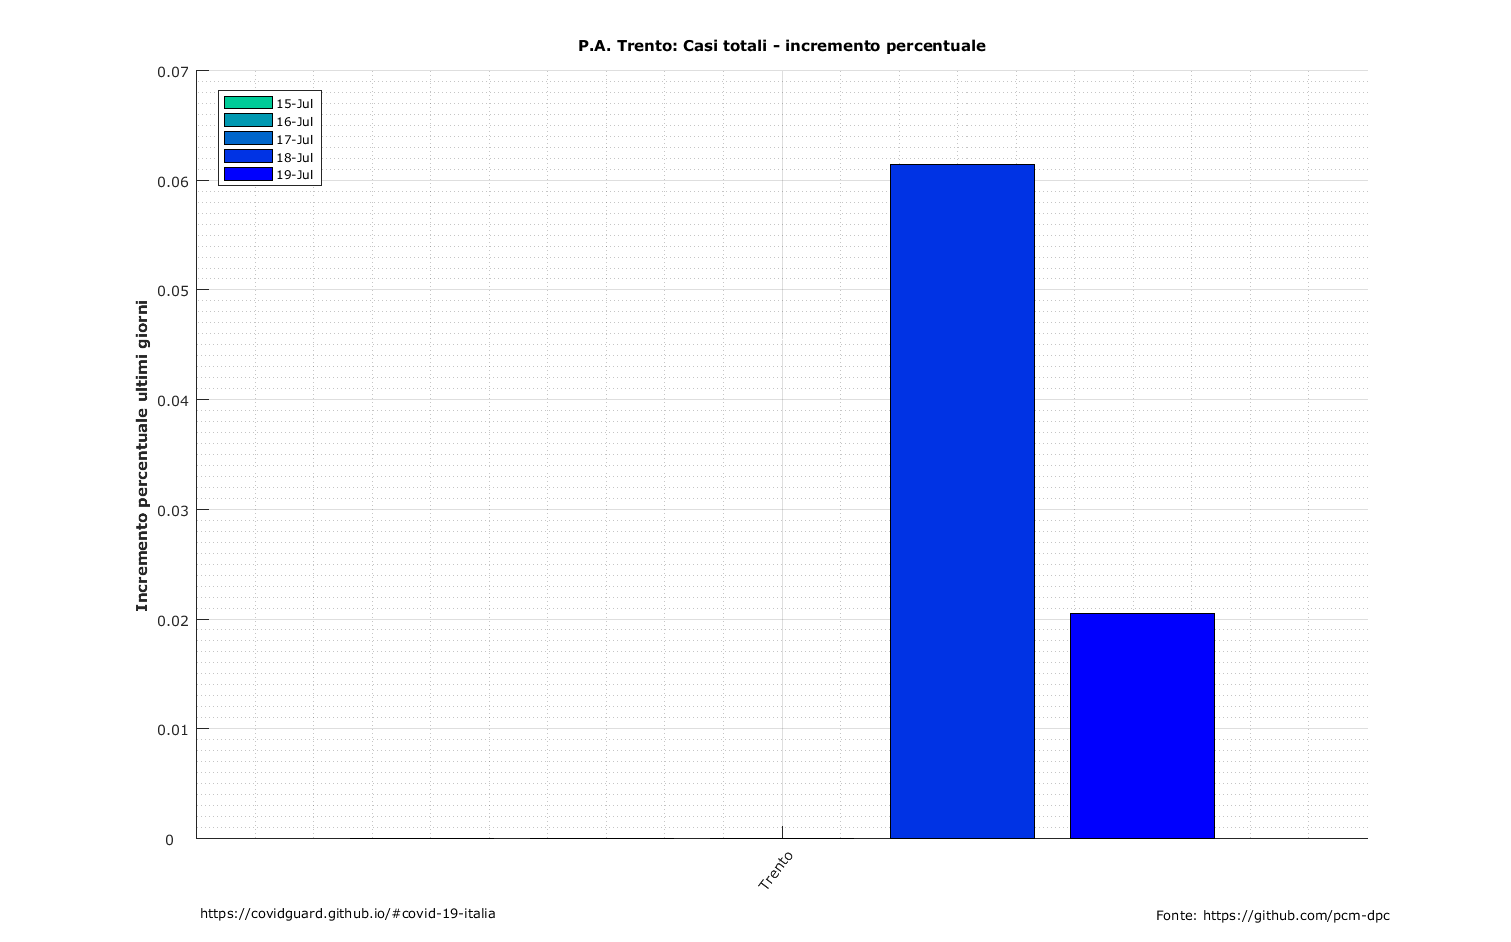 P.A. Trento: Casi totali - incremento percentuale
0.07
0.06
0.05
0.04
0.03
0.02
0.01
0
Incremento percentuale ultimi giorni
15-Jul
16-Jul
17-Jul
18-Jul
19-Jul
Trento
https://covidguard.github.io/#covid-19-italia
Fonte: https://github.com/pcm-dpc